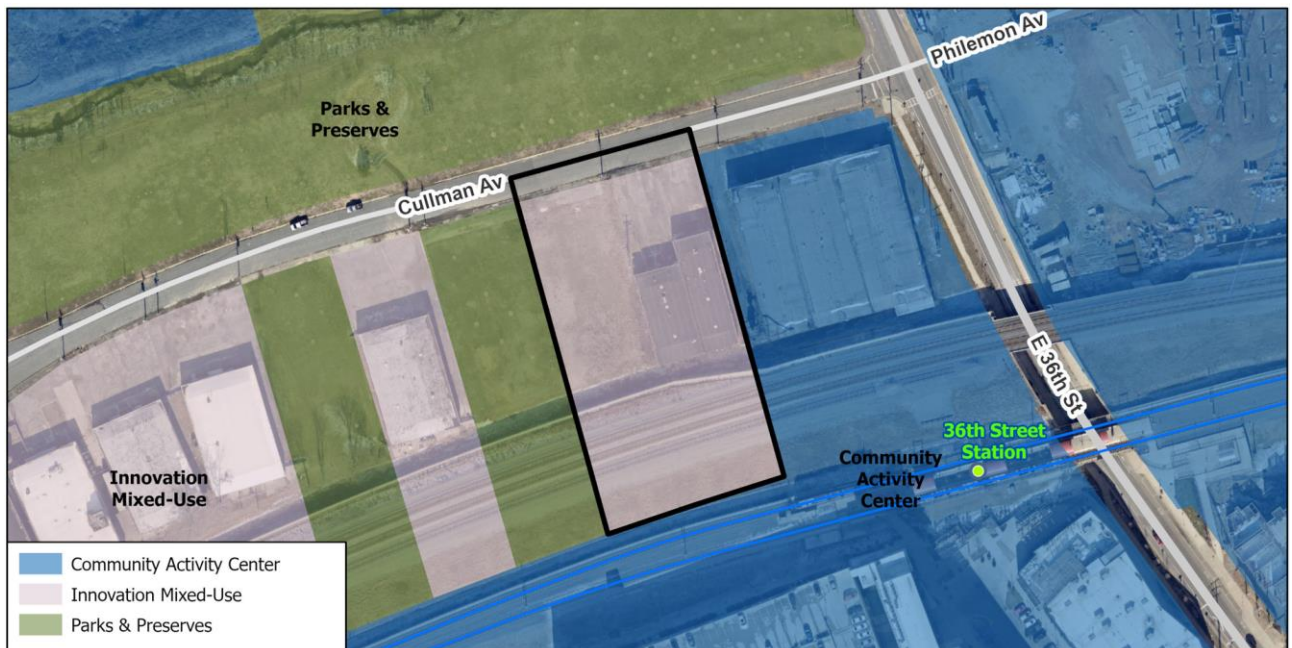 Philemon Av
Parks &
Preserves
Cullman Av
E 36th St
36th Street
Station
Community
Activity
Center
Innovation
Mixed-Use
Community Activity Center
Innovation Mixed-Use
Parks & Preserves